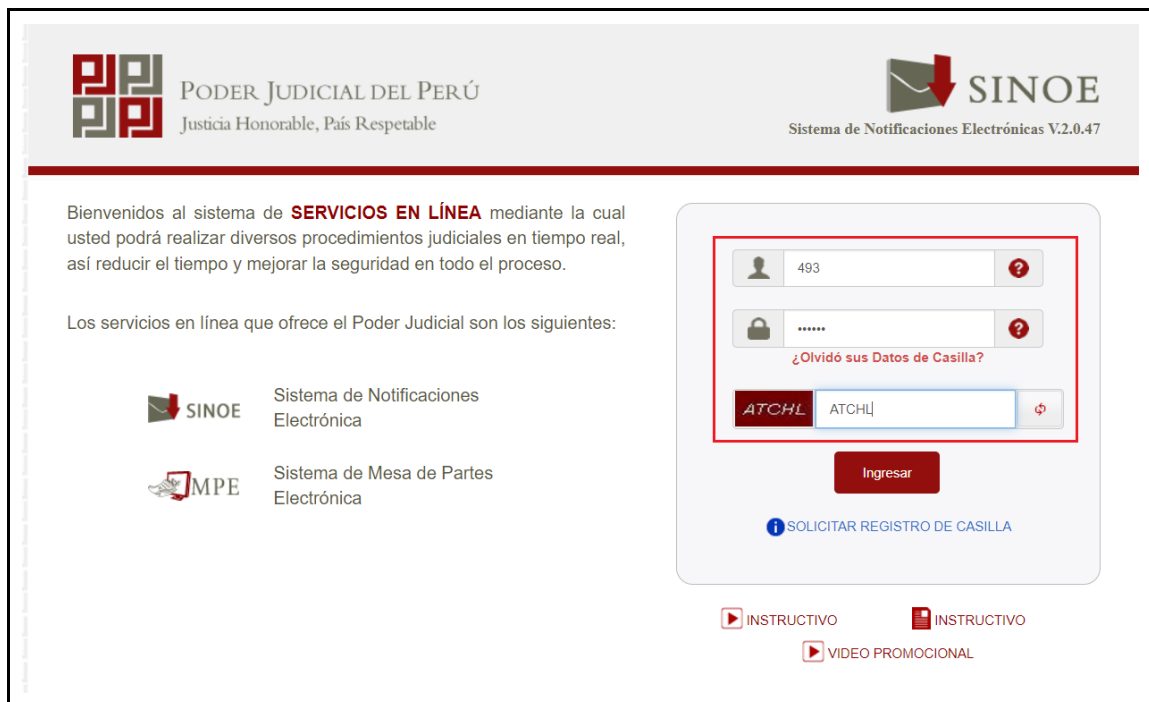 PODER JUDICIAL DEL PERÚ
Justicia Honorable, País Respetable
SINOE
Sistema de Notificaciones Electrónicas V.2.0.47
Bienvenidos al sistema de SERVICIOS EN LÍNEA mediante la cual
usted podrá realizar diversos procedimientos judiciales en tiempo real,
así reducir el tiempo y mejorar la seguridad en todo el proceso.
Los servicios en línea que ofrece el Poder Judicial son los siguientes:
SINOE
Sistema de Notificaciones
Electrónica
MPE
Sistema de Mesa de Partes
Electrónica
493
¿Olvidó sus Datos de Casilla?
ATCHL ATCHL
Ingresar
SOLICITAR REGISTRO DE CASILLA
INSTRUCTIVO INSTRUCTIVO
VIDEO PROMOCIONAL